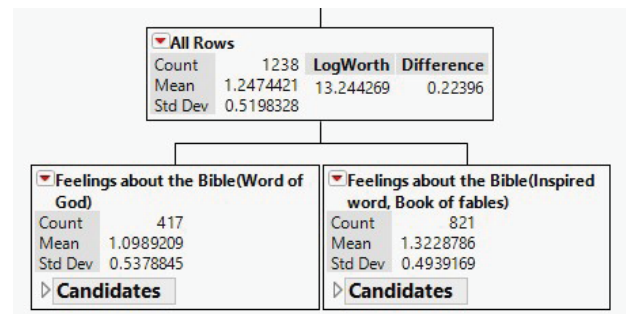 All Rows
Count 1238 LogWorth Difference
Mean 1.2474421 13.244269 0.22396
Std Dev 0.5198328
Feelings about the Bible(Word of
God)
Count 417
Mean 1.0989209
Std Dev 0.5378845
Candidates
Feelings about the Bible(Inspired
word, Book of fables)
Count 821
Mean 1.3228786
Std Dev 0.4939169
Candidates